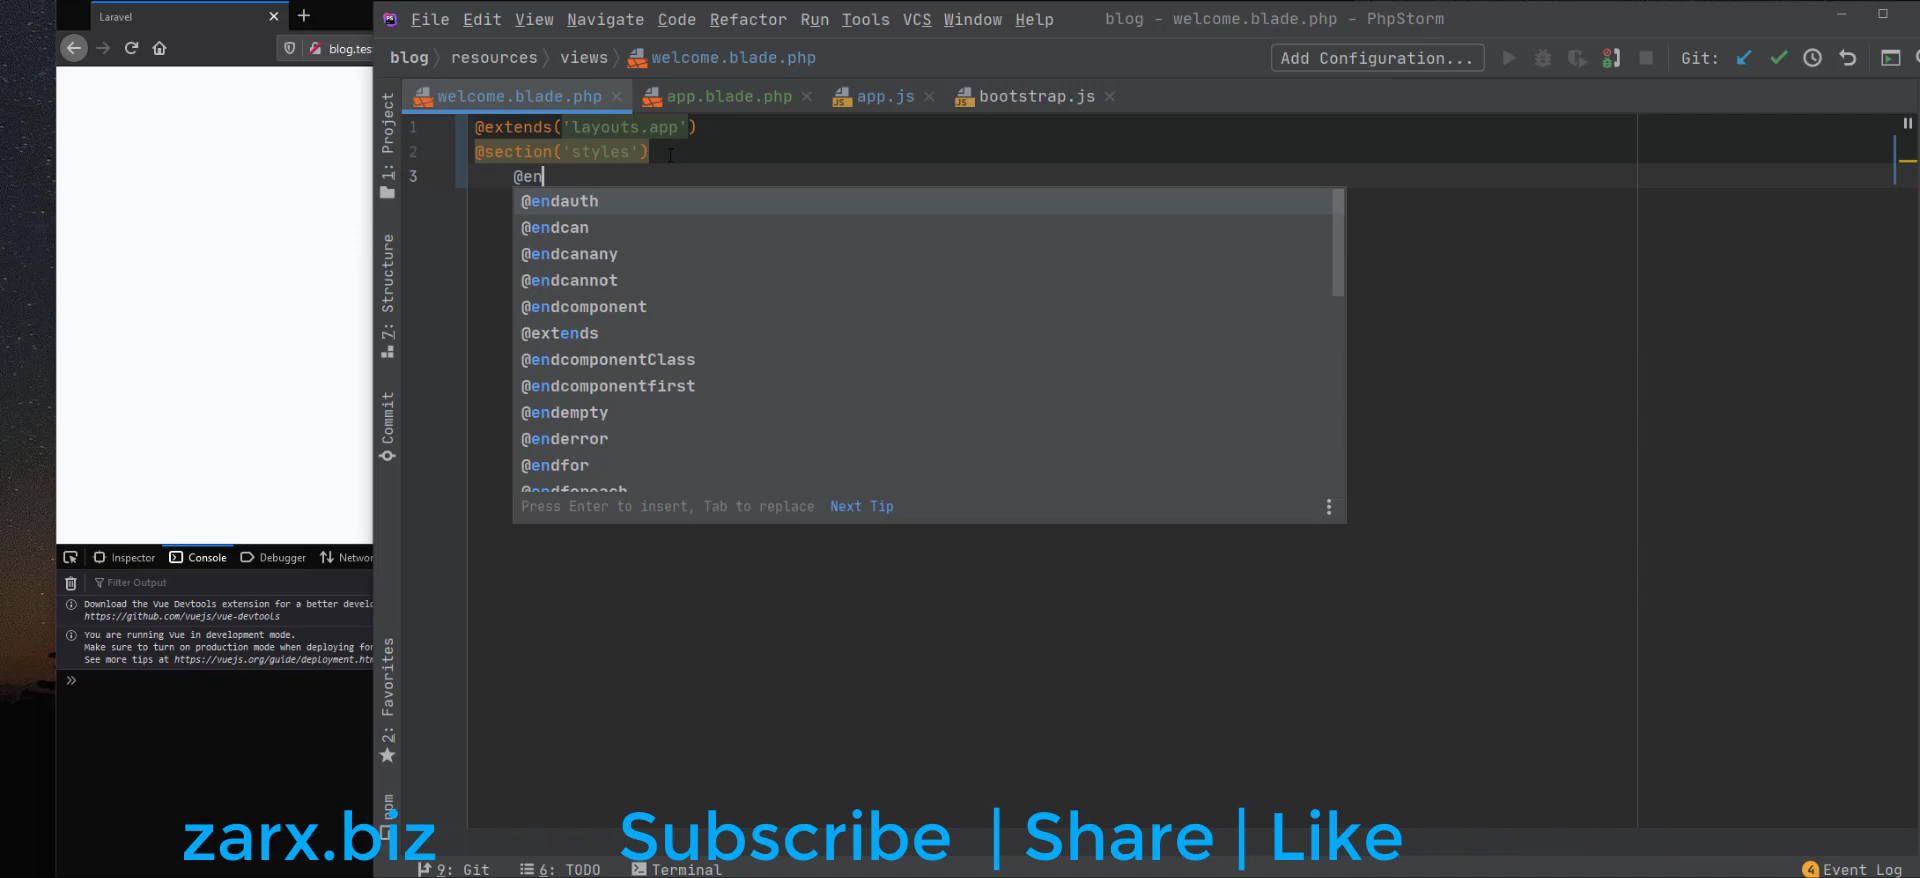 Laravel
blog.tes
File Edit View Navigate Code Refactor Run Tools VCS Window Help
blog - welcome.blade.php - PhpStorm
blog resources views welcome.blade.php
Add Configuration...
Git:
welcome.blade.php app.blade.php app.js bootstrap.js
1 @extends('layouts.app')
2 @section('styles')
3 @en
@endauth
@endcan
@endcanany
@endcannot
@endcomponent
@extends
@endcomponentClass
@endcomponentfirst
@endempty
@enderror
@endfor
@endforeach
Press Enter to insert, Tab to replace Next Tip
1: Project
7: Structure
Commit
2: Favorites
npm
Inspector Console Debugger Networ
Filter Output
Download the Vue Devtools extension for a better develo
https://github.com/vuejs/vue-devtools
You are running Vue in development mode.
Make sure to turn on production mode when deploying for
See more tips at https://vuejs.org/guide/deployment.htm
zarx.biz Subscribe | Share | Like
9: Git 6: TODO Terminal
4 Event Log